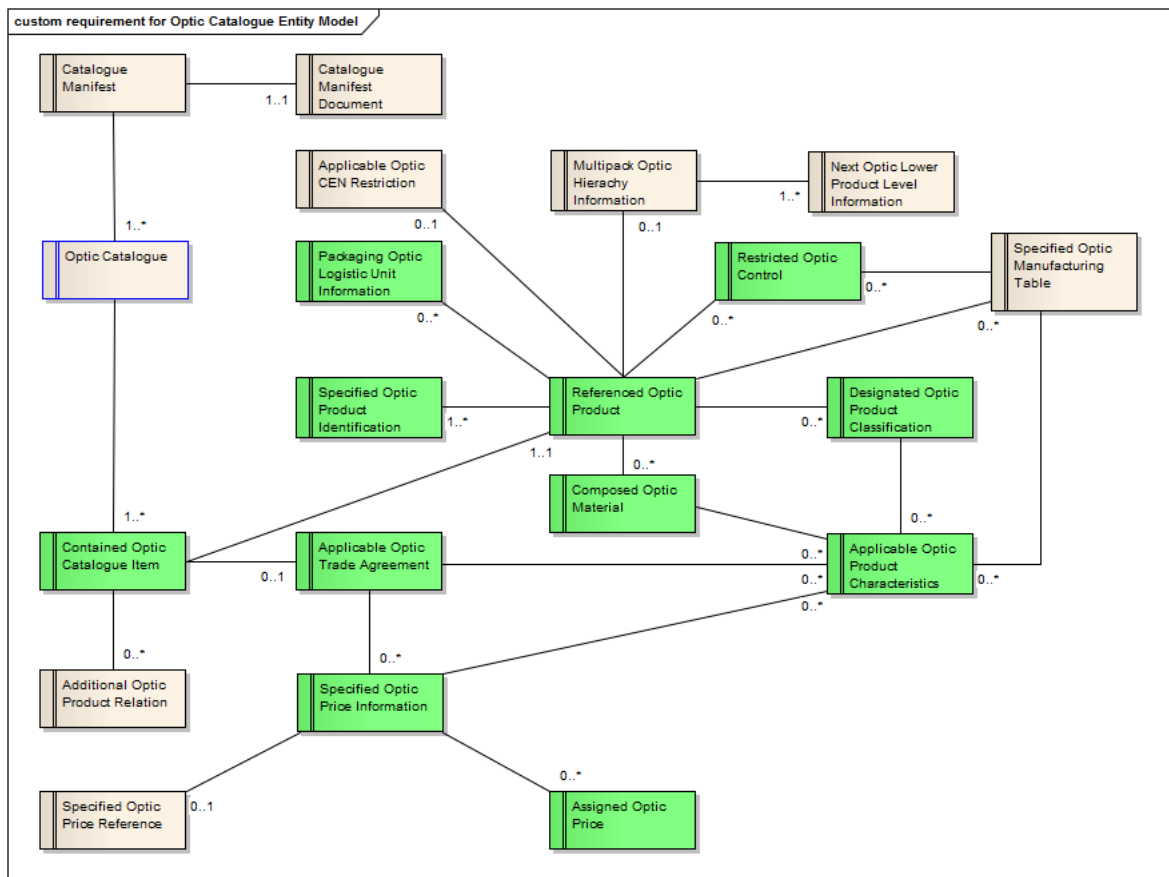 custom requirement for Optic Catalogue Entity Model
Catalogue
Manifest
Catalogue
Manifest
Document
1..1
Applicable Optic
CEN Restriction
0..1
Multipack Optic
Hierachy
Information
0..1
Next Optic Lower
Product Level
Information
1..*
1..*
Optic Catalogue
Packaging Optic
Logistic Unit
Information
0..*
Restricted Optic
Control
0..*
0..*
Specified Optic
Manufacturing
Table
0..*
Specified Optic
Product
Identification
1..*
Referenced Optic
Product
1..1
Designated Optic
Product
Classification
0..*
0..*
Composed Optic
Material
1..*
Contained Optic
Catalogue Item
0..1
Applicable Optic
Trade Agreement
0..*
0..*
0..*
0..*
Applicable Optic
Product
Characteristics
0..*
0..*
Additional Optic
Product Relation
0..*
Specified Optic
Price Information
Specified Optic
Price Reference
0..1
0..*
Assigned Optic
Price